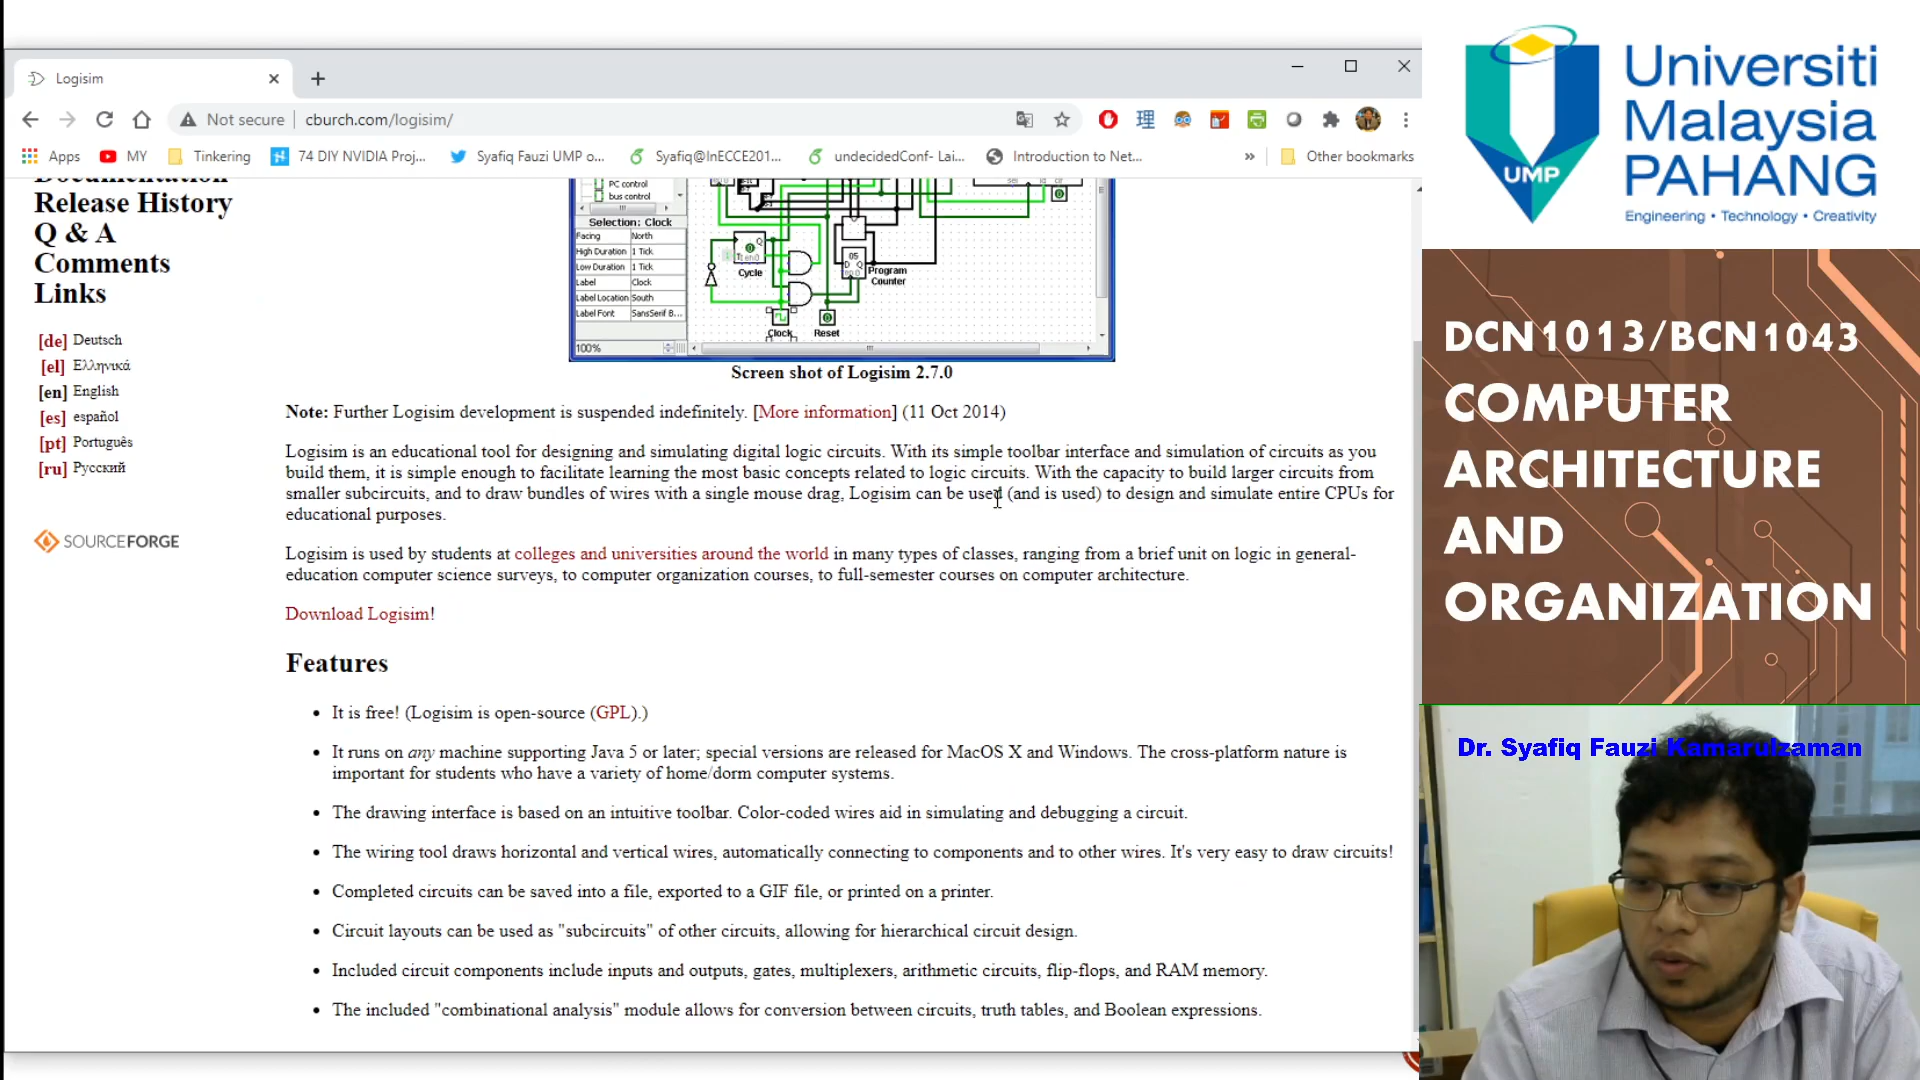 Logisim
Not secure
cburch.com/logisim/
Apps
MY
Tinkering
74 DIY NVIDIA Proj...
Syafiq Fauzi UMP o...
Syafiq@InECCE201...
undecidedConf- Lai...
Introduction to Net...
»
Other bookmarks
Documentation
Release History
Q & A
Comments
Links
[de] Deutsch
[el] Ελληνικά
[en] English
[es] español
[pt] Português
[ru] Русский
SOURCEFORGE
PC control
bus control
Selection: Clock
Facing North
High Duration 1 Tick
Low Duration 1 Tick
Label Clock
Label Location South
Label Font SansSerif B...
100%
Cycle
Program
Counter
Clock
Reset
Screen shot of Logisim 2.7.0
Note: Further Logisim development is suspended indefinitely. [More information] (11 Oct 2014)
Logisim is an educational tool for designing and simulating digital logic circuits. With its simple toolbar interface and simulation of circuits as you
build them, it is simple enough to facilitate learning the most basic concepts related to logic circuits. With the capacity to build larger circuits from
smaller subcircuits, and to draw bundles of wires with a single mouse drag, Logisim can be used (and is used) to design and simulate entire CPUs for
educational purposes.
Logisim is used by students at colleges and universities around the world in many types of classes, ranging from a brief unit on logic in general-
education computer science surveys, to computer organization courses, to full-semester courses on computer architecture.
Download Logisim!
Features
• It is free! (Logisim is open-source (GPL).)
• It runs on any machine supporting Java 5 or later; special versions are released for MacOS X and Windows. The cross-platform nature is
important for students who have a variety of home/dorm computer systems.
• The drawing interface is based on an intuitive toolbar. Color-coded wires aid in simulating and debugging a circuit.
• The wiring tool draws horizontal and vertical wires, automatically connecting to components and to other wires. It's very easy to draw circuits!
• Completed circuits can be saved into a file, exported to a GIF file, or printed on a printer.
• Circuit layouts can be used as "subcircuits" of other circuits, allowing for hierarchical circuit design.
• Included circuit components include inputs and outputs, gates, multiplexers, arithmetic circuits, flip-flops, and RAM memory.
• The included "combinational analysis" module allows for conversion between circuits, truth tables, and Boolean expressions.
UMP
Universiti
Malaysia
PAHANG
Engineering • Technology • Creativity
DCN1013/BCN1043
COMPUTER
ARCHITECTURE
AND
ORGANIZATION
Dr. Syafiq Fauzi Kamarulzaman